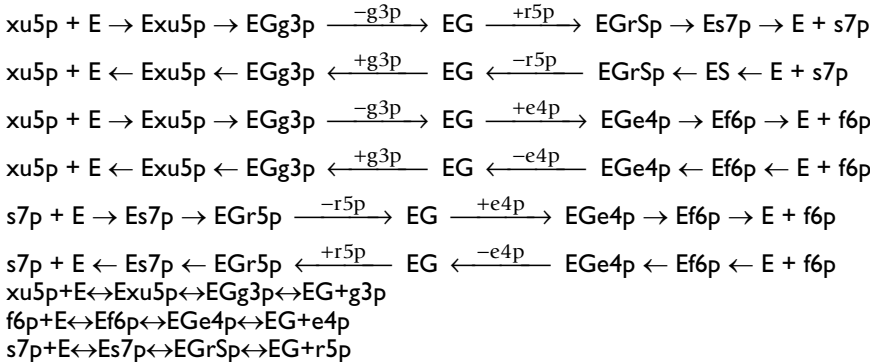 xu5p + E → Exu5p → EGg3p —−g3p→ EG —+r5p→ EGrSp → Es7p → E + s7p
xu5p + E ← Exu5p ← EGg3p ←+g3p— EG ←−r5p— EGrSp ← ES ← E + s7p
xu5p + E → Exu5p → EGg3p —−g3p→ EG —+e4p→ EGe4p → Ef6p → E + f6p
xu5p + E ← Exu5p ← EGg3p ←+g3p— EG ←−e4p— EGe4p ← Ef6p ← E + f6p
s7p + E → Es7p → EGr5p —−r5p→ EG —+e4p→ EGe4p → Ef6p → E + f6p
s7p + E ← Es7p ← EGr5p ←+r5p— EG ←−e4p— EGe4p ← Ef6p ← E + f6p
xu5p+E↔Exu5p↔EGg3p↔EG+g3p
f6p+E↔Ef6p↔EGe4p↔EG+e4p
s7p+E↔Es7p↔EGrSp↔EG+r5p